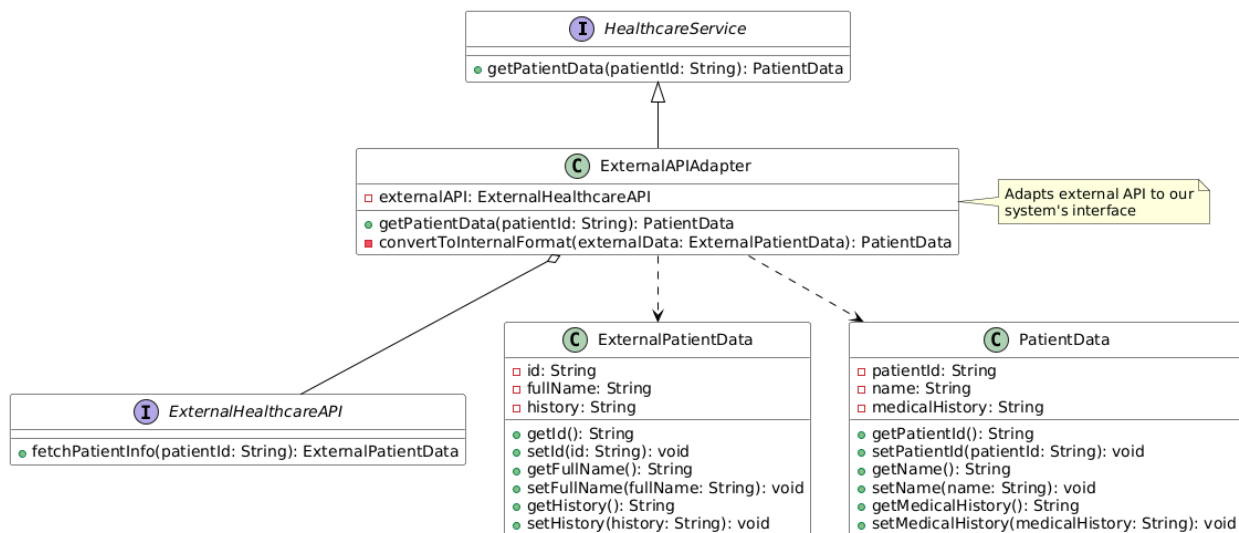 I HealthcareService
getPatientData(patientId: String): PatientData
C ExternalAPIAdapter
externalAPI: ExternalHealthcareAPI
getPatientData(patientId: String): PatientData
convertToInternalFormat(externalData: ExternalPatientData): PatientData
Adapts external API to our
system's interface
I ExternalHealthcareAPI
fetchPatientInfo(patientId: String): ExternalPatientData
C ExternalPatientData
id: String
fullName: String
history: String
getId(): String
setId(id: String): void
getFullName(): String
setFullName(fullName: String): void
getHistory(): String
setHistory(history: String): void
C PatientData
patientId: String
name: String
medicalHistory: String
getPatientId(): String
setPatientId(patientId: String): void
getName(): String
setName(name: String): void
getMedicalHistory(): String
setMedicalHistory(medicalHistory: String): void